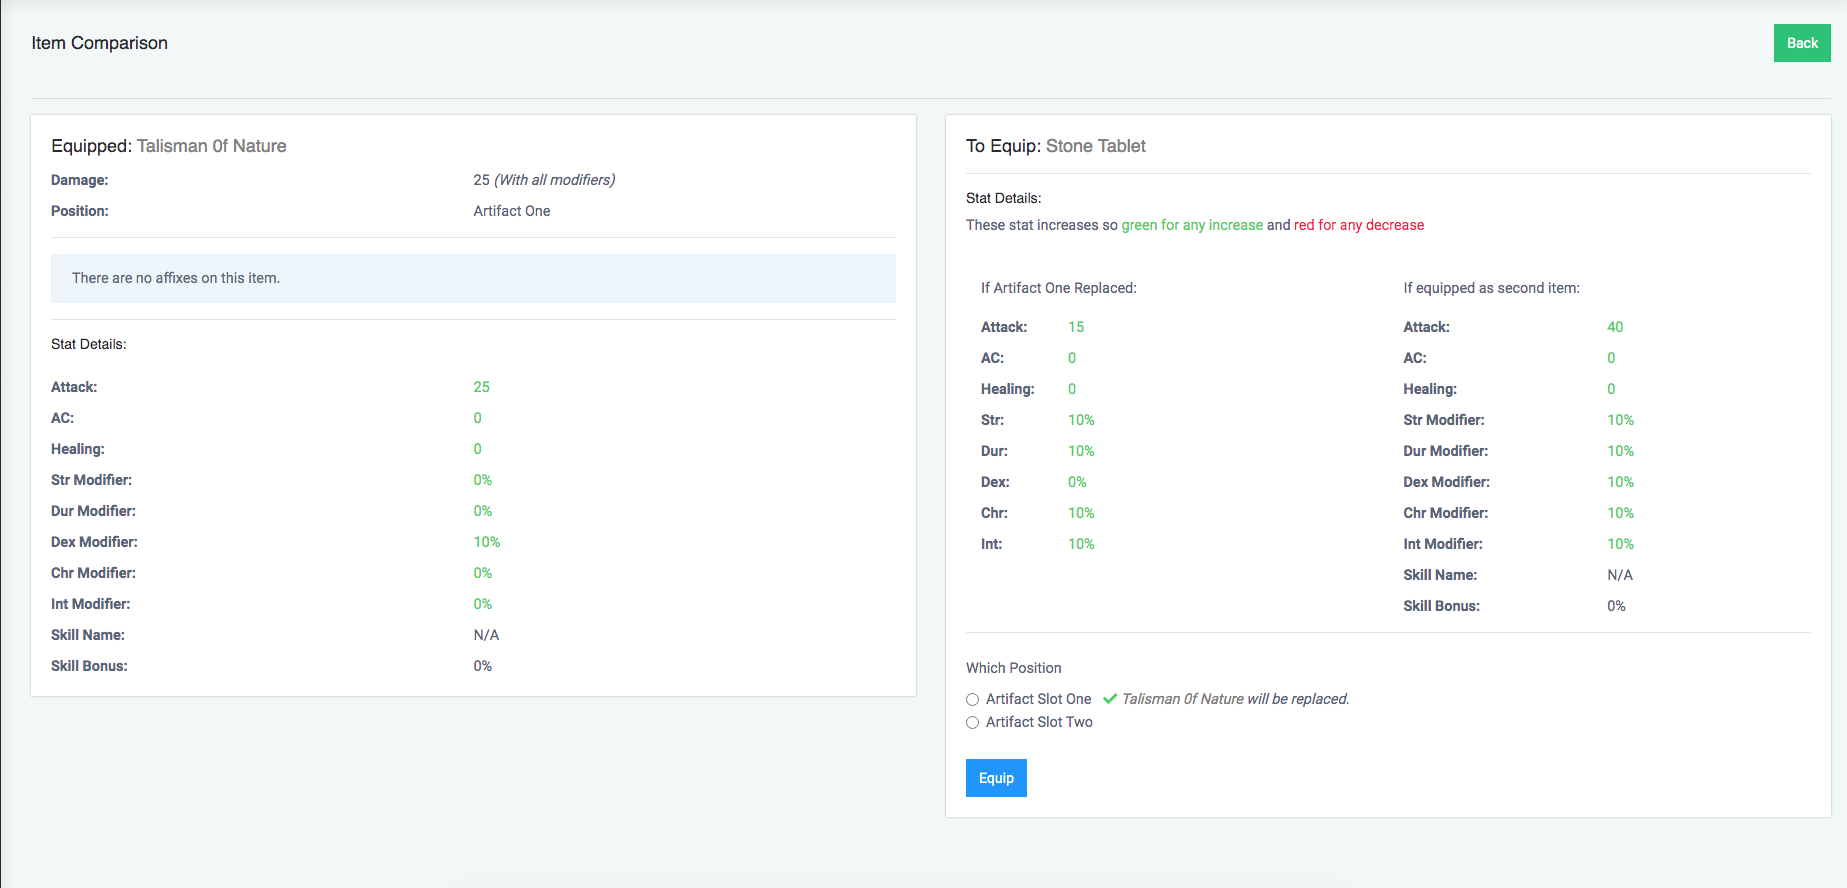 Item Comparison
Back
Equipped: Talisman 0f Nature
Damage: 25 (With all modifiers)
Position: Artifact One
There are no affixes on this item.
Stat Details:
Attack: 25
AC: 0
Healing: 0
Str Modifier: 0%
Dur Modifier: 0%
Dex Modifier: 10%
Chr Modifier: 0%
Int Modifier: 0%
Skill Name: N/A
Skill Bonus: 0%
To Equip: Stone Tablet
Stat Details:
These stat increases so green for any increase and red for any decrease
If Artifact One Replaced:
Attack: 15
AC: 0
Healing: 0
Str: 10%
Dur: 10%
Dex: 0%
Chr: 10%
Int: 10%
If equipped as second item:
Attack: 40
AC: 0
Healing: 0
Str Modifier: 10%
Dur Modifier: 10%
Dex Modifier: 10%
Chr Modifier: 10%
Int Modifier: 10%
Skill Name: N/A
Skill Bonus: 0%
Which Position
Artifact Slot One Talisman 0f Nature will be replaced.
Artifact Slot Two
Equip